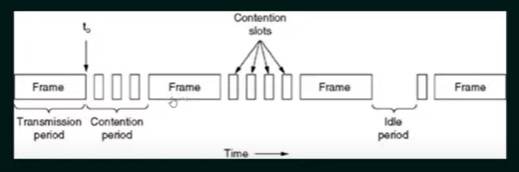 Contention
slots
t₀
Frame
Frame
Frame
Frame
Transmission
period
Contention
period
Idle
period
Time